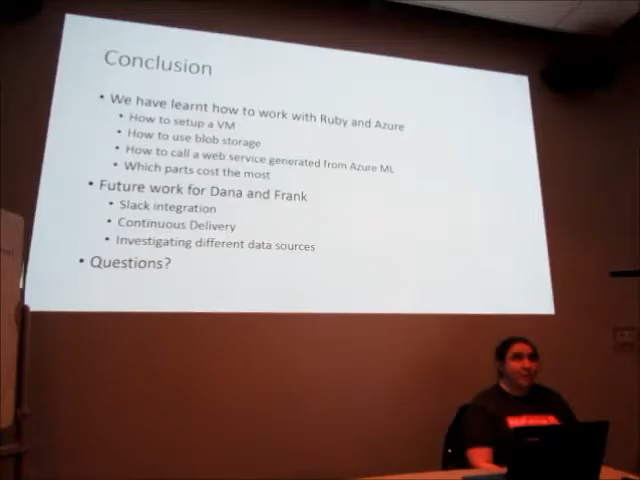 Conclusion
• We have learnt how to work with Ruby and Azure
• How to setup a VM
• How to use blob storage
• How to call a web service generated from Azure ML
• Which parts cost the most
• Future work for Dana and Frank
• Slack integration
• Continuous Delivery
• Investigating different data sources
• Questions?